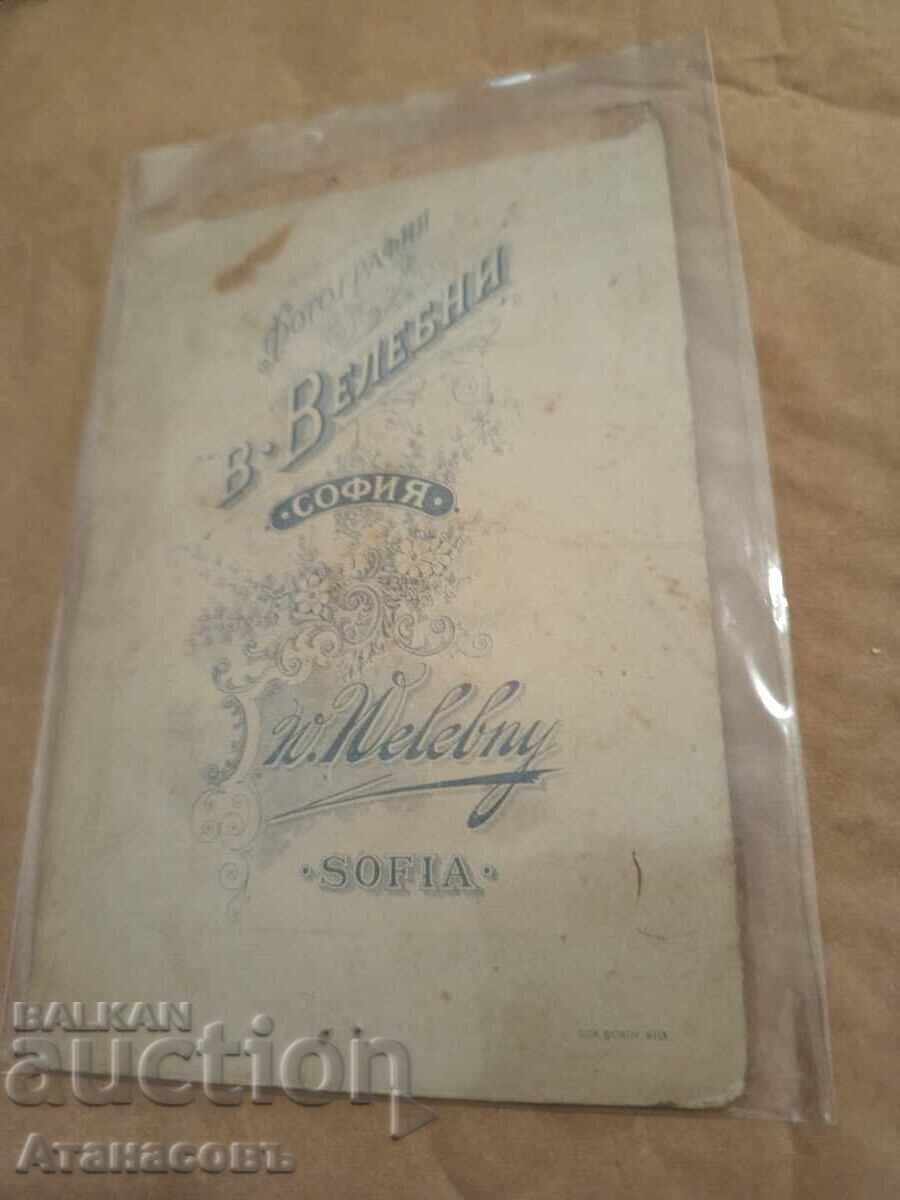 Фотографии
В. Велебни
СОФИЯ
W. Welebny
SOFIA
BALKAN
auction
Атанасовъ